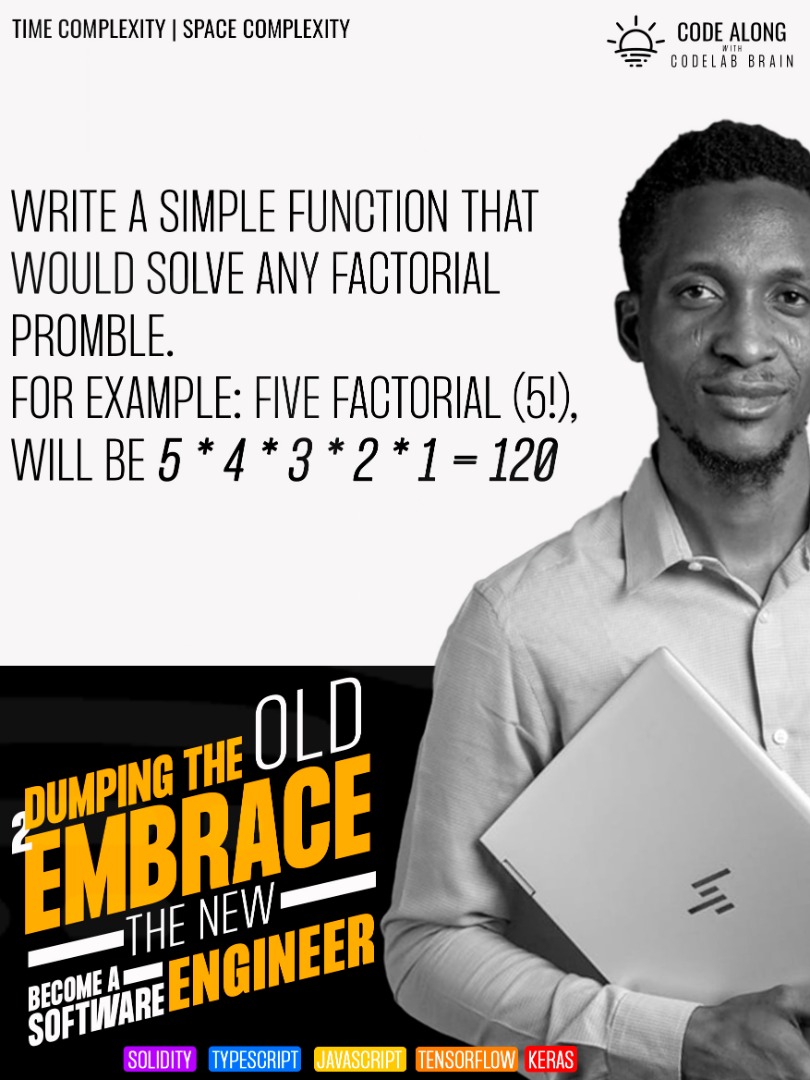 TIME COMPLEXITY | SPACE COMPLEXITY
CODE ALONG
WITH
CODELAB BRAIN
WRITE A SIMPLE FUNCTION THAT
WOULD SOLVE ANY FACTORIAL
PROMBLE.
FOR EXAMPLE: FIVE FACTORIAL (5!),
WILL BE 5 * 4 * 3 * 2 * 1 = 120
DUMPING THE OLD
2 EMBRACE
THE NEW
BECOME A
SOFTWARE ENGINEER
SOLIDITY TYPESCRIPT JAVASCRIPT TENSORFLOW KERAS